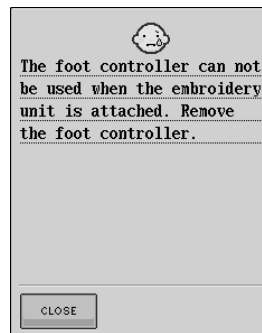 The foot controller can not
be used when the embroidery
unit is attached. Remove
the foot controller.
CLOSE